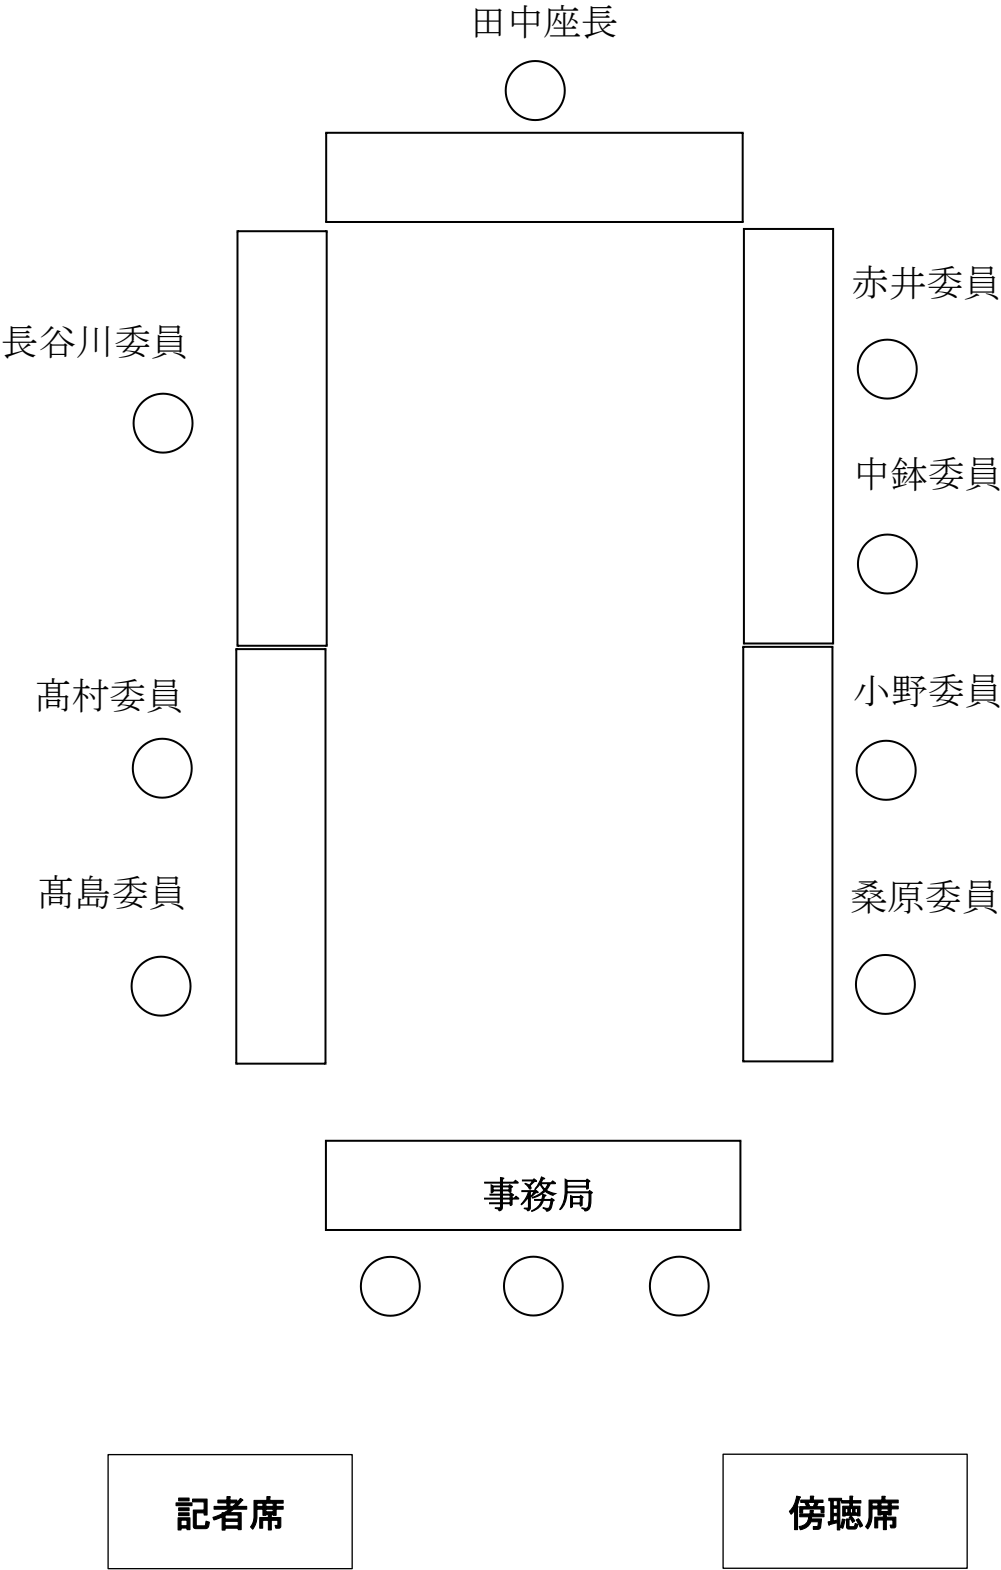 田中座長
赤井委員
長谷川委員
中鉢委員
髙村委員
小野委員
髙島委員
桑原委員
事務局
記者席
傍聴席